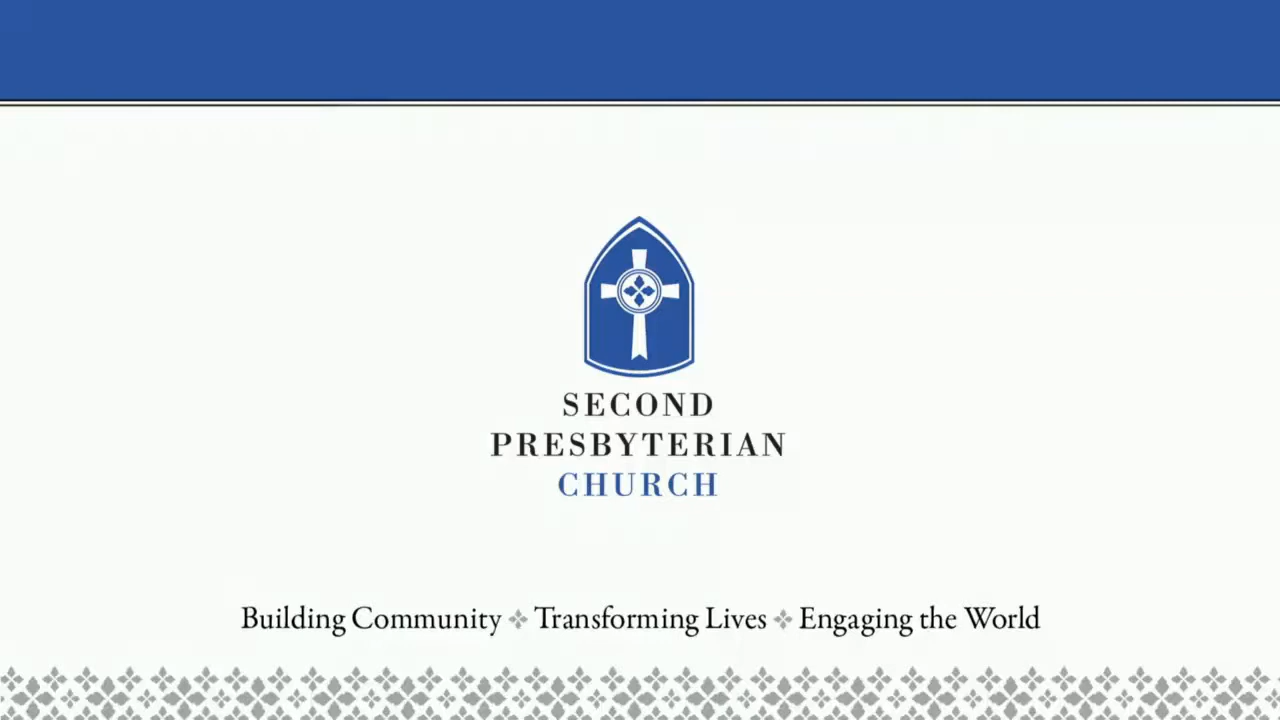 SECOND
PRESBYTERIAN
CHURCH
Building Community ✤ Transforming Lives ✤ Engaging the World